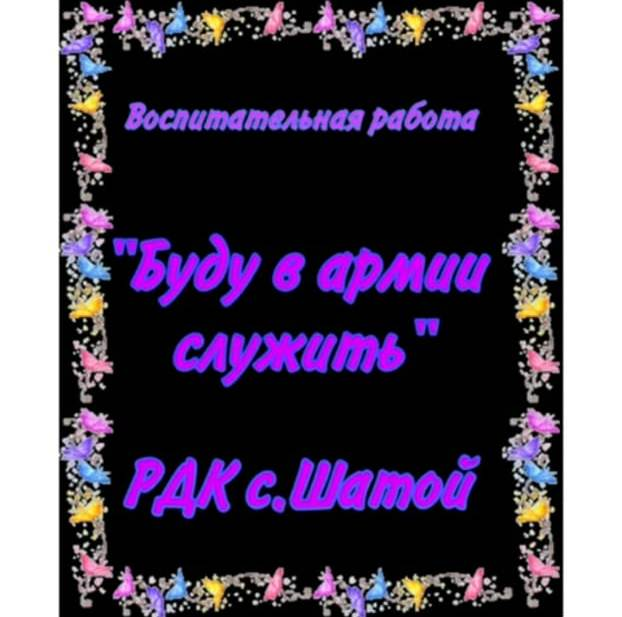 Воспитательная работа
"Буду в армии
служить"
РДК с.Шатой